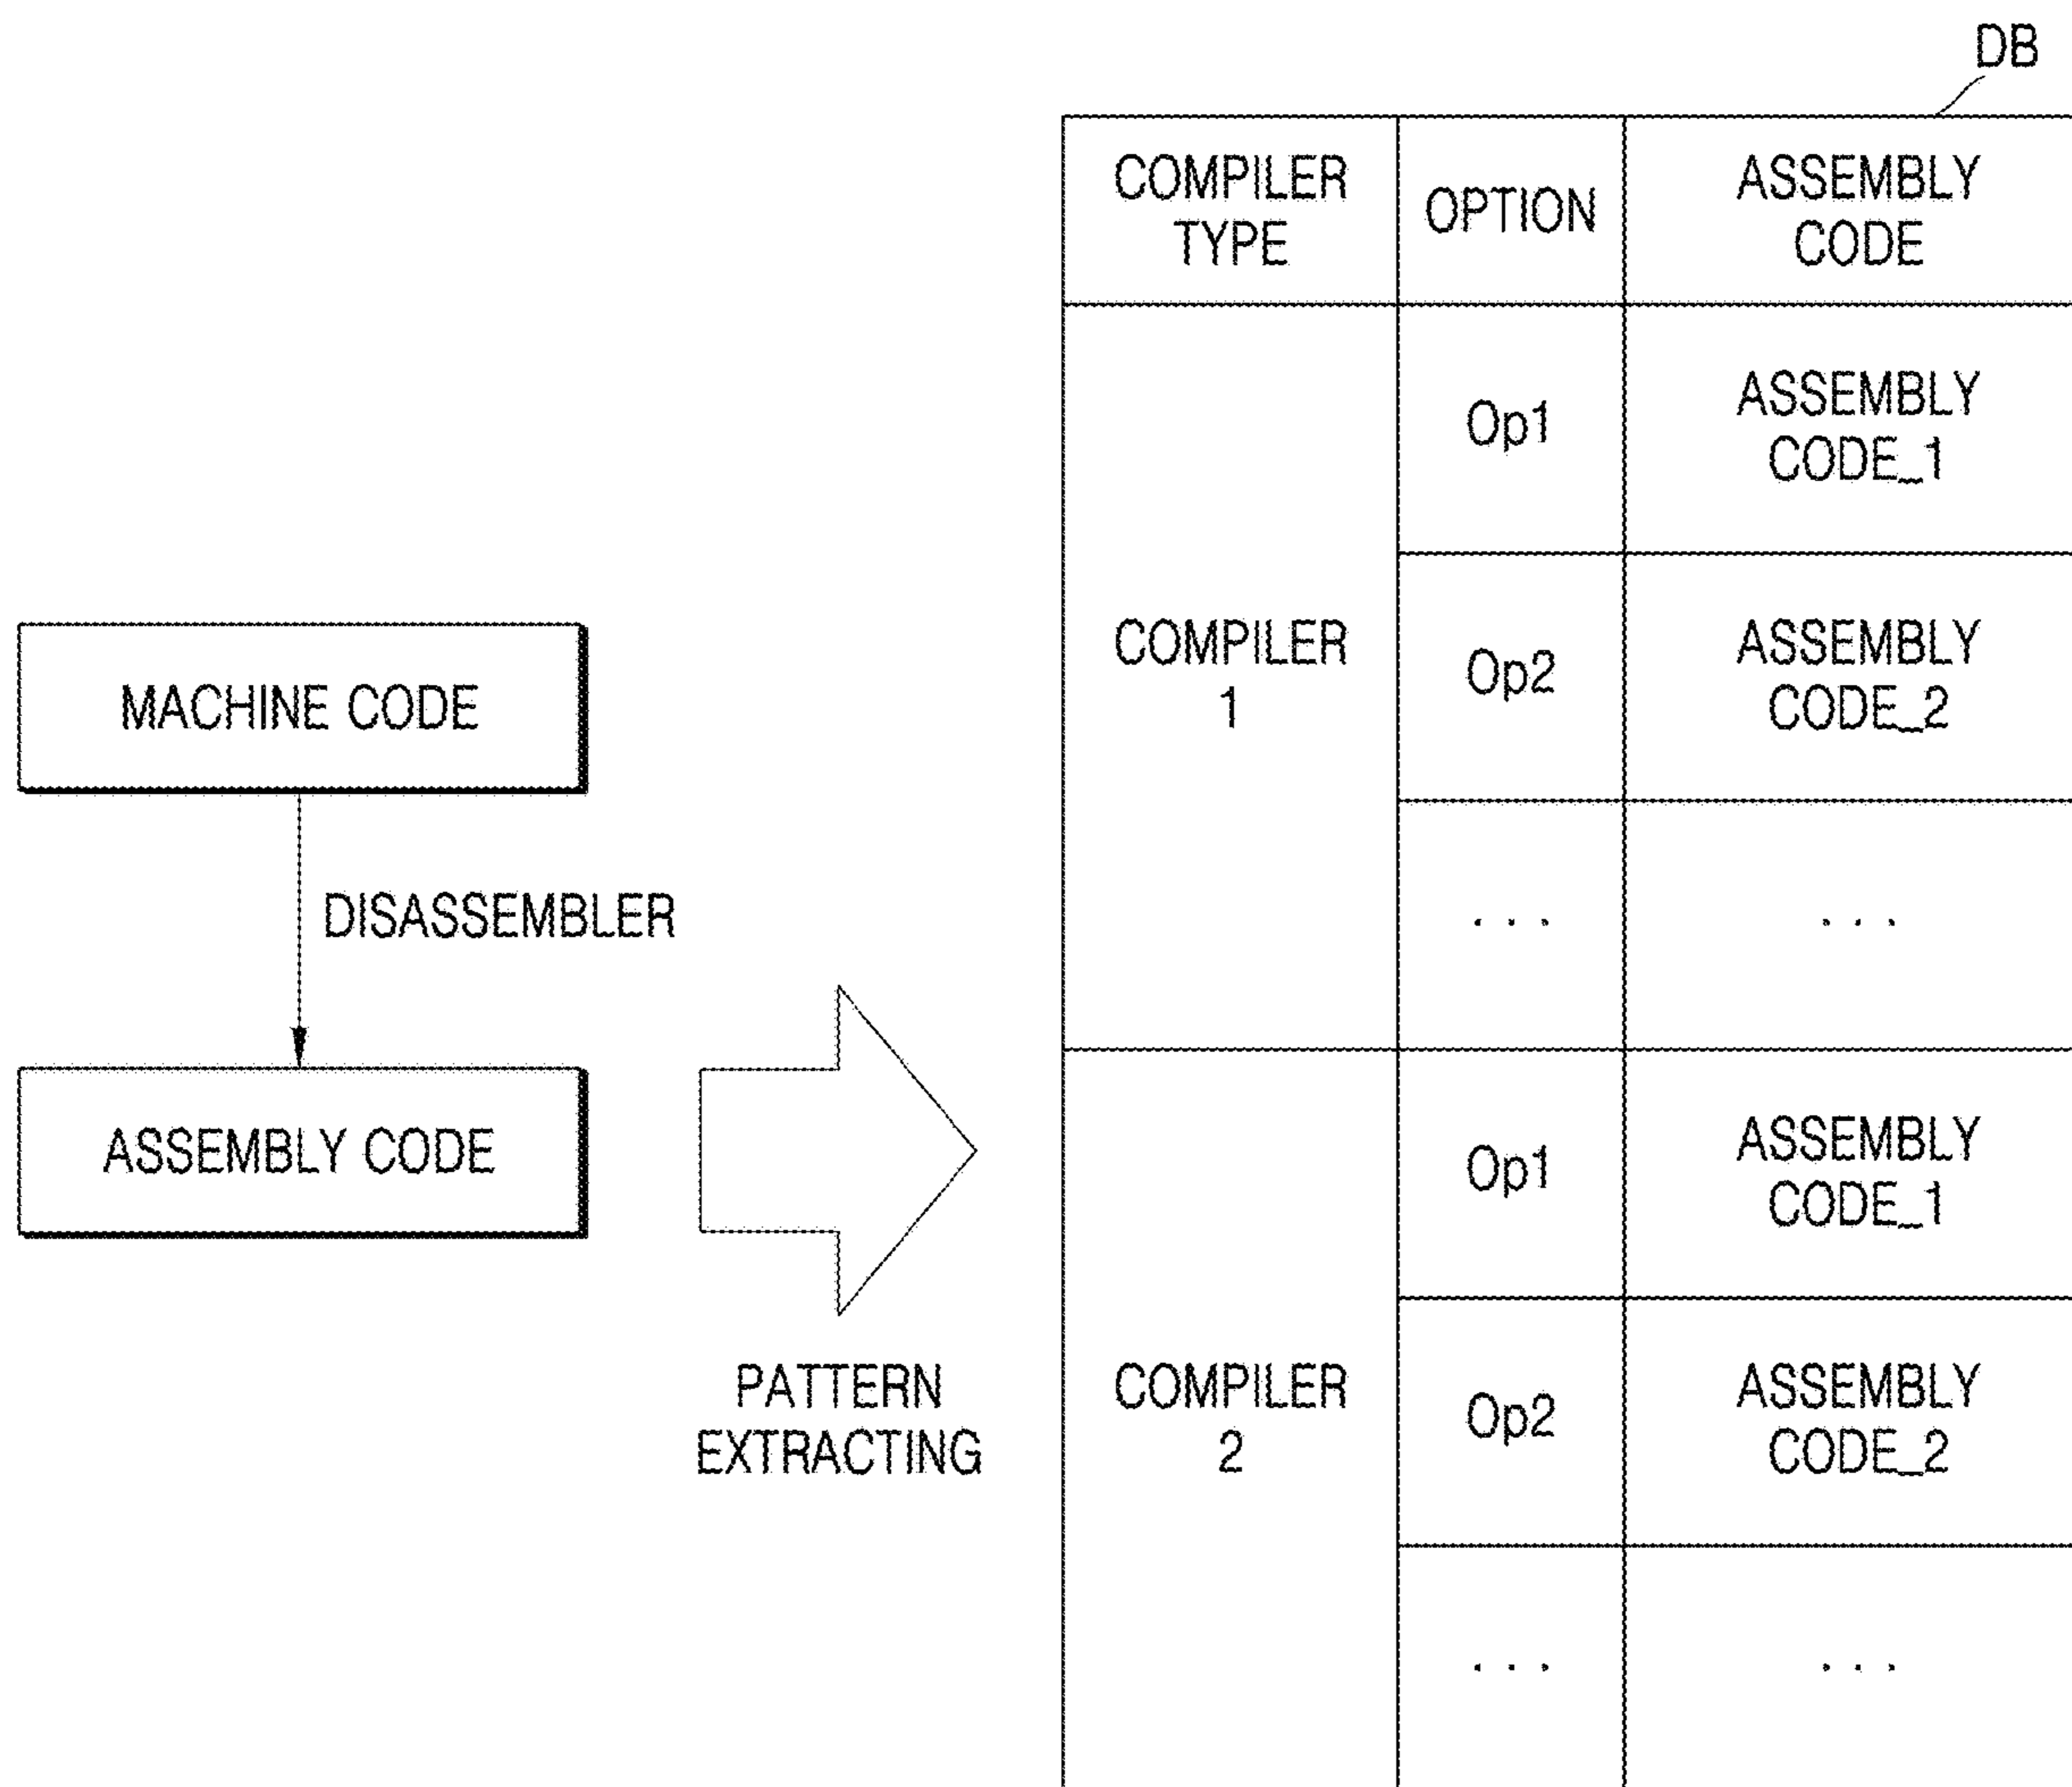 DB
COMPILER
TYPE
OPTION
ASSEMBLY
CODE
COMPILER
1
Op1
ASSEMBLY
CODE_1
Op2
ASSEMBLY
CODE_2
. . .
. . .
COMPILER
2
Op1
ASSEMBLY
CODE_1
Op2
ASSEMBLY
CODE_2
. . .
. . .
MACHINE CODE
DISASSEMBLER
ASSEMBLY CODE
PATTERN
EXTRACTING